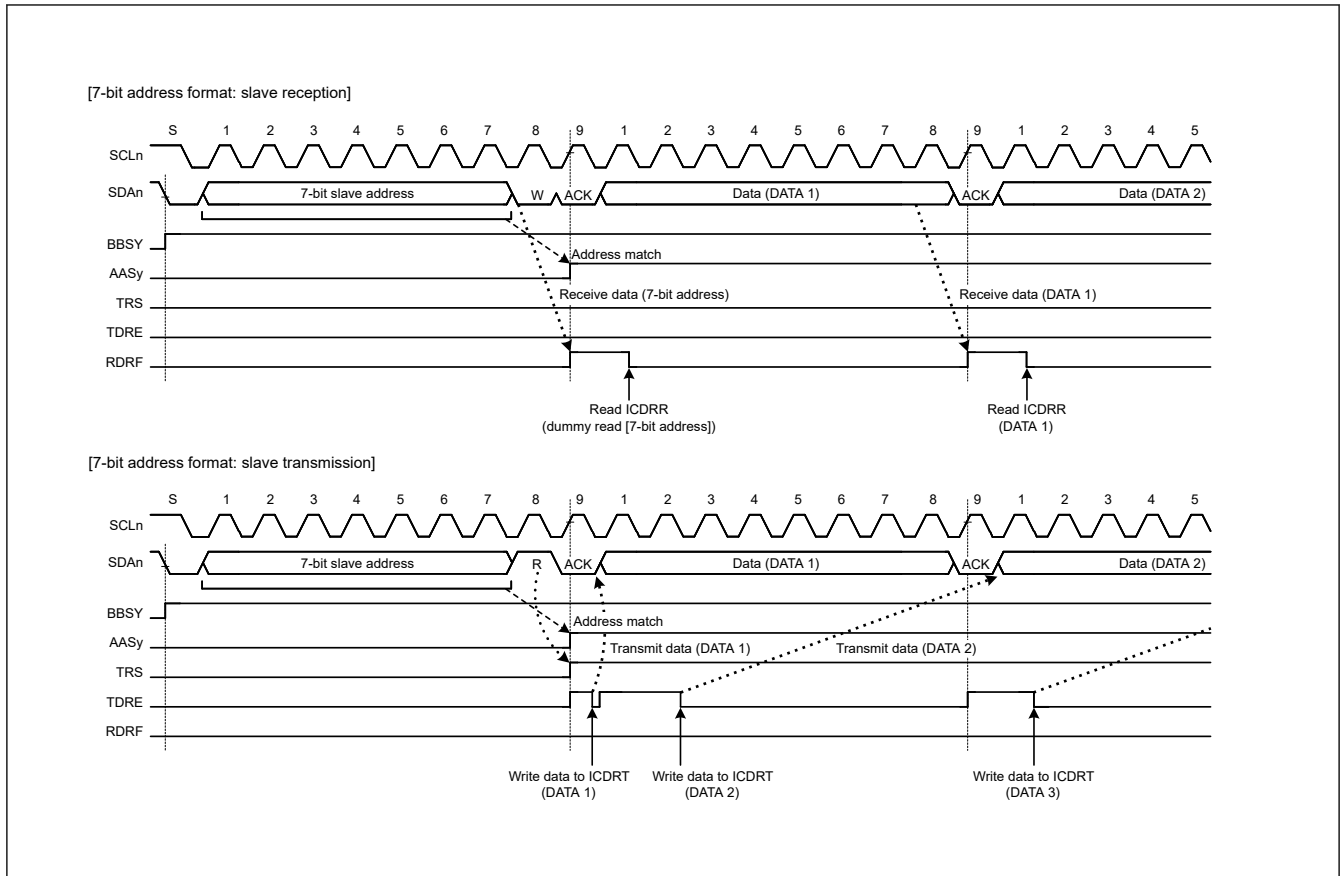 [7-bit address format: slave reception]
S 1 2 3 4 5 6 7 8 9 1 2 3 4 5 6 7 8 9 1 2 3 4 5
SCLn
SDAn 7-bit slave address W ACK Data (DATA 1) ACK Data (DATA 2)
BBSY
Address match
AASy
Receive data (7-bit address) Receive data (DATA 1)
TRS
TDRE
RDRF
Read ICDRR Read ICDRR
(dummy read [7-bit address]) (DATA 1)
[7-bit address format: slave transmission]
S 1 2 3 4 5 6 7 8 9 1 2 3 4 5 6 7 8 9 1 2 3 4 5
SCLn
SDAn 7-bit slave address R ACK Data (DATA 1) ACK Data (DATA 2)
BBSY
Address match
AASy
Transmit data (DATA 1) Transmit data (DATA 2)
TRS
TDRE
RDRF
Write data to ICDRT Write data to ICDRT Write data to ICDRT
(DATA 1) (DATA 2) (DATA 3)